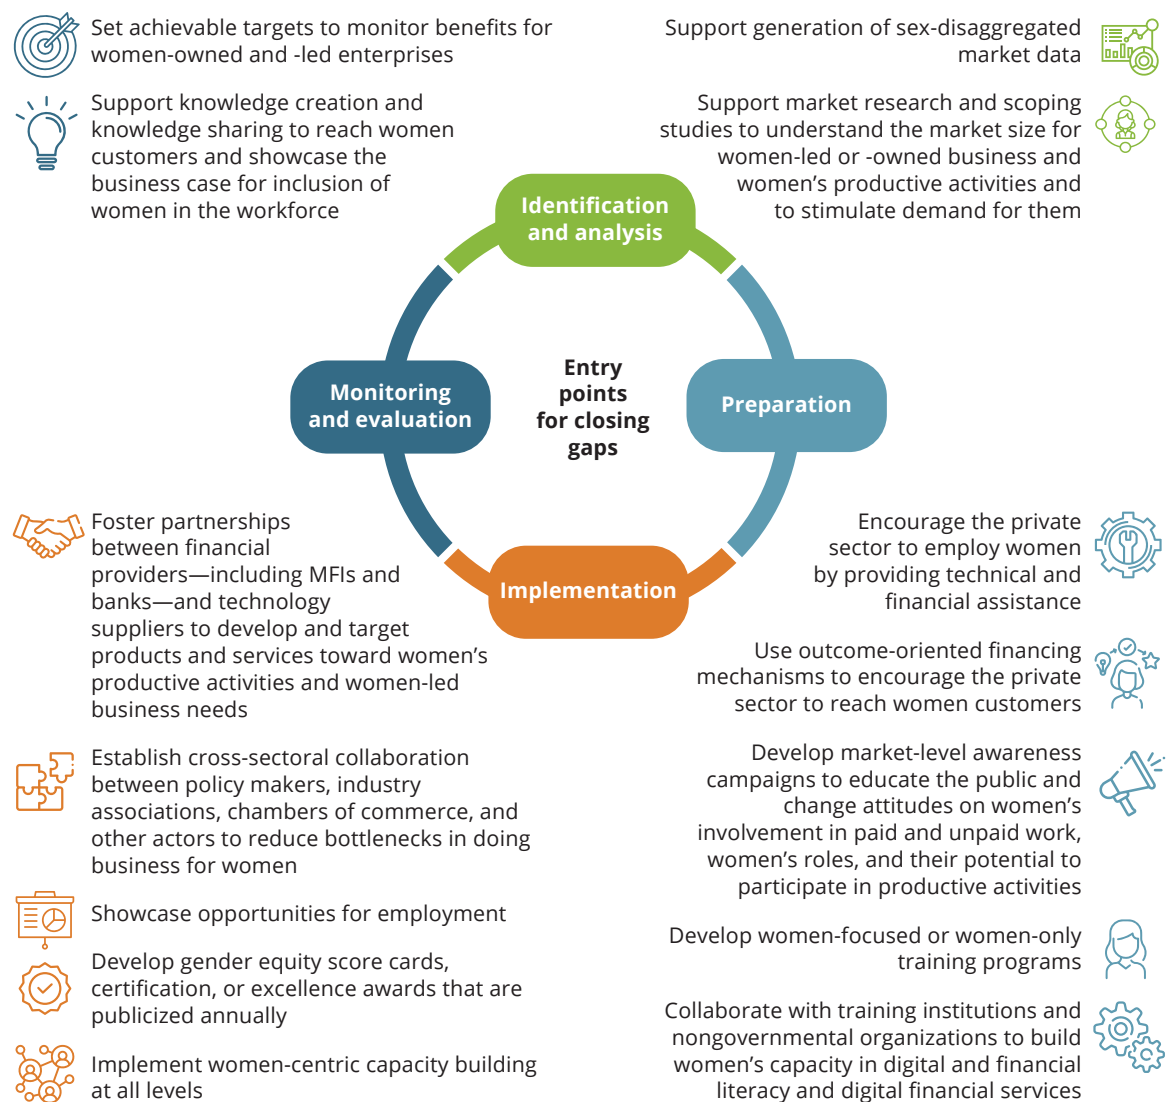 Set achievable targets to monitor benefits for
women-owned and -led enterprises
Support knowledge creation and
knowledge sharing to reach women
customers and showcase the
business case for inclusion of
women in the workforce
Support generation of sex-disaggregated
market data
Support market research and scoping
studies to understand the market size for
women-led or -owned business and
women’s productive activities and
to stimulate demand for them
Identification
and analysis
Monitoring
and evaluation
Entry
points
for closing
gaps
Preparation
Implementation
Foster partnerships
between financial
providers—including MFIs and
banks—and technology
suppliers to develop and target
products and services toward women’s
productive activities and women-led
business needs
Establish cross-sectoral collaboration
between policy makers, industry
associations, chambers of commerce, and
other actors to reduce bottlenecks in doing
business for women
Showcase opportunities for employment
Develop gender equity score cards,
certification, or excellence awards that are
publicized annually
Implement women-centric capacity building
at all levels
Encourage the private
sector to employ women
by providing technical and
financial assistance
Use outcome-oriented financing
mechanisms to encourage the private
sector to reach women customers
Develop market-level awareness
campaigns to educate the public and
change attitudes on women’s
involvement in paid and unpaid work,
women’s roles, and their potential to
participate in productive activities
Develop women-focused or women-only
training programs
Collaborate with training institutions and
nongovernmental organizations to build
women’s capacity in digital and financial
literacy and digital financial services